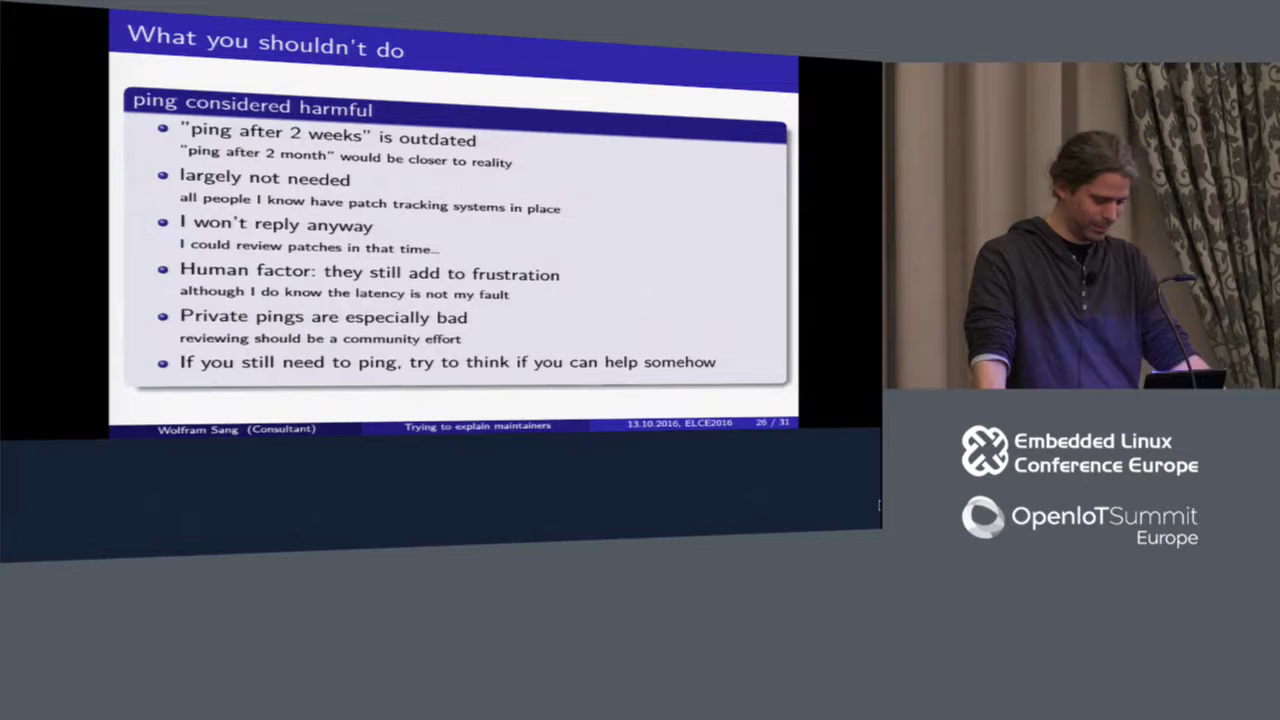 What you shouldn't do
ping considered harmful
"ping after 2 weeks" is outdated
"ping after 2 month" would be closer to reality
largely not needed
all people I know have patch tracking systems in place
I won't reply anyway
I could review patches in that time...
Human factor: they still add to frustration
although I do know the latency is not my fault
Private pings are especially bad
reviewing should be a community effort
If you still need to ping, try to think if you can help somehow
Wolfram Sang (Consultant) Trying to explain maintainers 13.10.2016, ELCE2016 26 / 31
Embedded Linux
Conference Europe
OpenIoTSummit
Europe